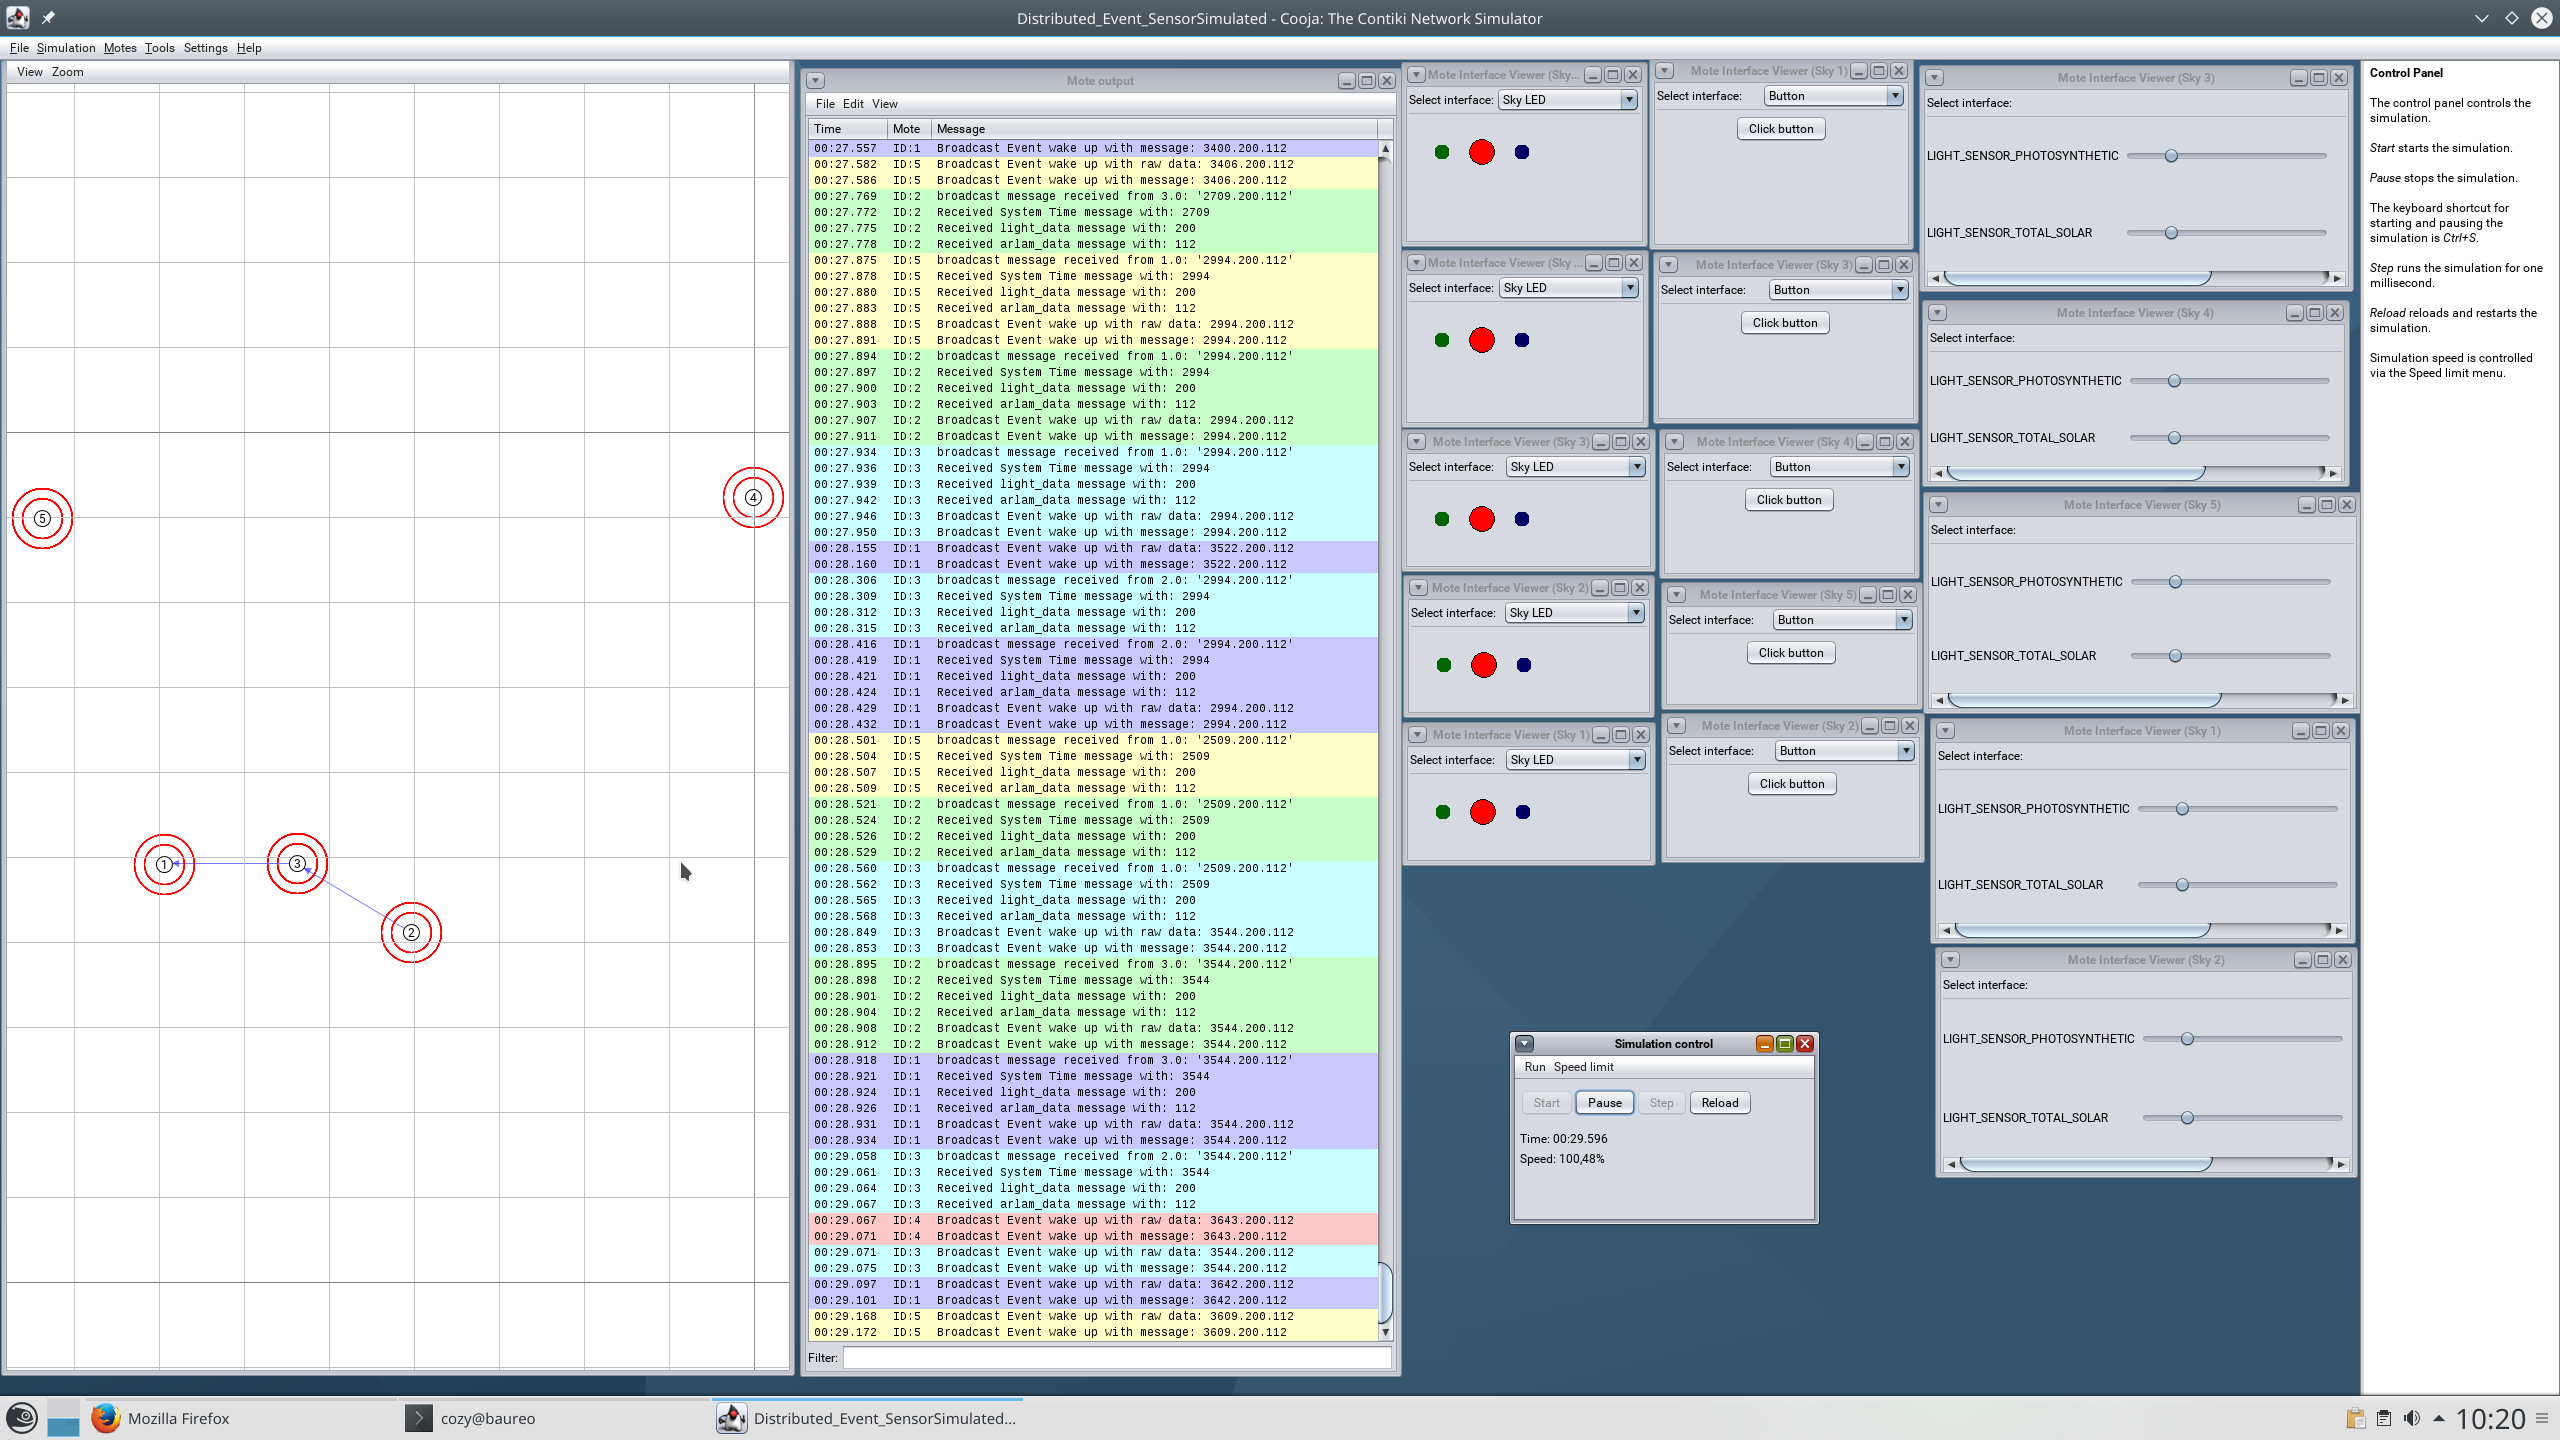 Distributed_Event_SensorSimulated - Cooja: The Contiki Network Simulator
File Simulation Motes Tools Settings Help
View Zoom
5
4
1
3
2
Mote output
File Edit View
Time Mote Message
00:27.557 ID:1 Broadcast Event wake up with message: 3400.200.112
00:27.582 ID:5 Broadcast Event wake up with raw data: 3406.200.112
00:27.586 ID:5 Broadcast Event wake up with message: 3406.200.112
00:27.769 ID:2 broadcast message received from 3.0: '2709.200.112'
00:27.772 ID:2 Received System Time message with: 2709
00:27.775 ID:2 Received light_data message with: 200
00:27.778 ID:2 Received arlam_data message with: 112
00:27.875 ID:5 broadcast message received from 1.0: '2994.200.112'
00:27.878 ID:5 Received System Time message with: 2994
00:27.880 ID:5 Received light_data message with: 200
00:27.883 ID:5 Received arlam_data message with: 112
00:27.888 ID:5 Broadcast Event wake up with raw data: 2994.200.112
00:27.891 ID:5 Broadcast Event wake up with message: 2994.200.112
00:27.894 ID:2 broadcast message received from 1.0: '2994.200.112'
00:27.897 ID:2 Received System Time message with: 2994
00:27.900 ID:2 Received light_data message with: 200
00:27.903 ID:2 Received arlam_data message with: 112
00:27.907 ID:2 Broadcast Event wake up with raw data: 2994.200.112
00:27.911 ID:2 Broadcast Event wake up with message: 2994.200.112
00:27.934 ID:3 broadcast message received from 1.0: '2994.200.112'
00:27.936 ID:3 Received System Time message with: 2994
00:27.939 ID:3 Received light_data message with: 200
00:27.942 ID:3 Received arlam_data message with: 112
00:27.946 ID:3 Broadcast Event wake up with raw data: 2994.200.112
00:27.950 ID:3 Broadcast Event wake up with message: 2994.200.112
00:28.155 ID:1 Broadcast Event wake up with raw data: 3522.200.112
00:28.160 ID:1 Broadcast Event wake up with message: 3522.200.112
00:28.306 ID:3 broadcast message received from 2.0: '2994.200.112'
00:28.309 ID:3 Received System Time message with: 2994
00:28.312 ID:3 Received light_data message with: 200
00:28.315 ID:3 Received arlam_data message with: 112
00:28.416 ID:1 broadcast message received from 2.0: '2994.200.112'
00:28.419 ID:1 Received System Time message with: 2994
00:28.421 ID:1 Received light_data message with: 200
00:28.424 ID:1 Received arlam_data message with: 112
00:28.429 ID:1 Broadcast Event wake up with raw data: 2994.200.112
00:28.432 ID:1 Broadcast Event wake up with message: 2994.200.112
00:28.501 ID:5 broadcast message received from 1.0: '2509.200.112'
00:28.504 ID:5 Received System Time message with: 2509
00:28.507 ID:5 Received light_data message with: 200
00:28.509 ID:5 Received arlam_data message with: 112
00:28.521 ID:2 broadcast message received from 1.0: '2509.200.112'
00:28.524 ID:2 Received System Time message with: 2509
00:28.526 ID:2 Received light_data message with: 200
00:28.529 ID:2 Received arlam_data message with: 112
00:28.560 ID:3 broadcast message received from 1.0: '2509.200.112'
00:28.562 ID:3 Received System Time message with: 2509
00:28.565 ID:3 Received light_data message with: 200
00:28.568 ID:3 Received arlam_data message with: 112
00:28.849 ID:3 Broadcast Event wake up with raw data: 3544.200.112
00:28.853 ID:3 Broadcast Event wake up with message: 3544.200.112
00:28.895 ID:2 broadcast message received from 3.0: '3544.200.112'
00:28.898 ID:2 Received System Time message with: 3544
00:28.901 ID:2 Received light_data message with: 200
00:28.904 ID:2 Received arlam_data message with: 112
00:28.908 ID:2 Broadcast Event wake up with raw data: 3544.200.112
00:28.912 ID:2 Broadcast Event wake up with message: 3544.200.112
00:28.918 ID:1 broadcast message received from 3.0: '3544.200.112'
00:28.921 ID:1 Received System Time message with: 3544
00:28.924 ID:1 Received light_data message with: 200
00:28.926 ID:1 Received arlam_data message with: 112
00:28.931 ID:1 Broadcast Event wake up with raw data: 3544.200.112
00:28.934 ID:1 Broadcast Event wake up with message: 3544.200.112
00:29.058 ID:3 broadcast message received from 2.0: '3544.200.112'
00:29.061 ID:3 Received System Time message with: 3544
00:29.064 ID:3 Received light_data message with: 200
00:29.067 ID:3 Received arlam_data message with: 112
00:29.067 ID:4 Broadcast Event wake up with raw data: 3643.200.112
00:29.071 ID:4 Broadcast Event wake up with message: 3643.200.112
00:29.071 ID:3 Broadcast Event wake up with raw data: 3544.200.112
00:29.075 ID:3 Broadcast Event wake up with message: 3544.200.112
00:29.097 ID:1 Broadcast Event wake up with raw data: 3642.200.112
00:29.101 ID:1 Broadcast Event wake up with message: 3642.200.112
00:29.168 ID:5 Broadcast Event wake up with raw data: 3609.200.112
00:29.172 ID:5 Broadcast Event wake up with message: 3609.200.112
Filter:
Mote Interface Viewer (Sky...
Select interface: Sky LED
Mote Interface Viewer (Sky ...
Select interface: Sky LED
Mote Interface Viewer (Sky 3)
Select interface: Sky LED
Mote Interface Viewer (Sky 2)
Select interface: Sky LED
Mote Interface Viewer (Sky 1)
Select interface: Sky LED
Mote Interface Viewer (Sky 1)
Select interface: Button
Click button
Mote Interface Viewer (Sky 3)
Select interface: Button
Click button
Mote Interface Viewer (Sky 4)
Select interface: Button
Click button
Mote Interface Viewer (Sky 5)
Select interface: Button
Click button
Mote Interface Viewer (Sky 2)
Select interface: Button
Click button
Mote Interface Viewer (Sky 3)
Select interface:
LIGHT_SENSOR_PHOTOSYNTHETIC
LIGHT_SENSOR_TOTAL_SOLAR
Mote Interface Viewer (Sky 4)
Select interface:
LIGHT_SENSOR_PHOTOSYNTHETIC
LIGHT_SENSOR_TOTAL_SOLAR
Mote Interface Viewer (Sky 5)
Select interface:
LIGHT_SENSOR_PHOTOSYNTHETIC
LIGHT_SENSOR_TOTAL_SOLAR
Mote Interface Viewer (Sky 1)
Select interface:
LIGHT_SENSOR_PHOTOSYNTHETIC
LIGHT_SENSOR_TOTAL_SOLAR
Mote Interface Viewer (Sky 2)
Select interface:
LIGHT_SENSOR_PHOTOSYNTHETIC
LIGHT_SENSOR_TOTAL_SOLAR
Simulation control
Run Speed limit
Start Pause Step Reload
Time: 00:29.596
Speed: 100,48%
Control Panel
The control panel controls the
simulation.
Start starts the simulation.
Pause stops the simulation.
The keyboard shortcut for
starting and pausing the
simulation is Ctrl+S.
Step runs the simulation for one
millisecond.
Reload reloads and restarts the
simulation.
Simulation speed is controlled
via the Speed limit menu.
Mozilla Firefox
cozy@baureo
Distributed_Event_SensorSimulated...
10:20